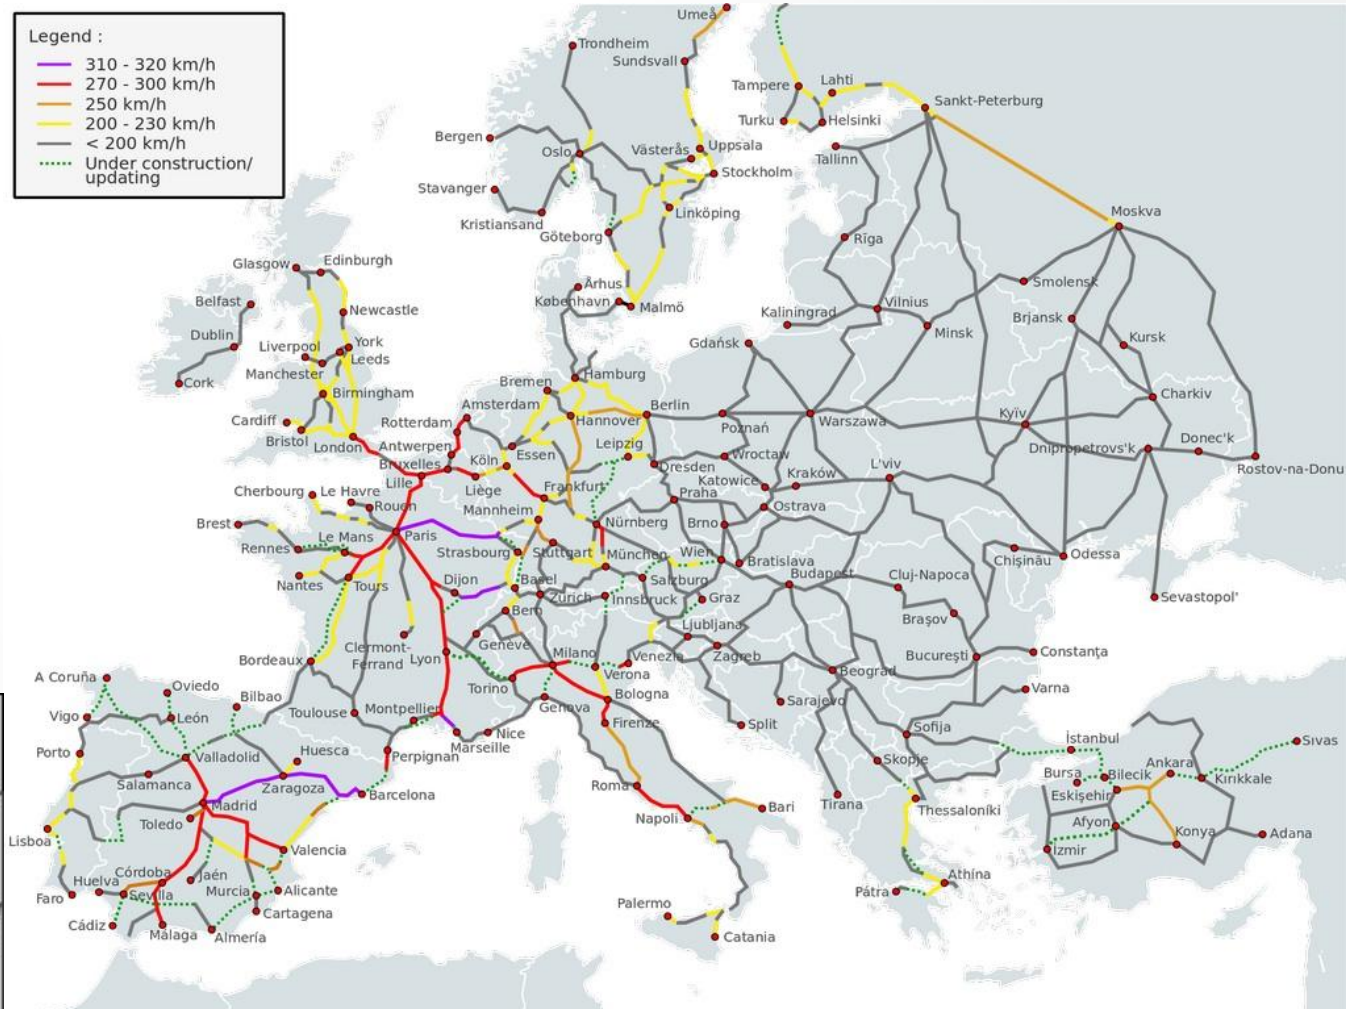 Legend :
310 - 320 km/h
270 - 300 km/h
250 km/h
200 - 230 km/h
< 200 km/h
Under construction/
updating
Umeå
Trondheim
Sundsvall
Tampere
Lahti
Sankt-Peterburg
Turku
Helsinki
Bergen
Oslo
Västerås
Uppsala
Tallinn
Stockholm
Stavanger
Linköping
Kristiansand
Göteborg
Moskva
Rīga
Glasgow
Edinburgh
Århus
Smolensk
Belfast
København
Malmö
Vilnius
Newcastle
Kaliningrad
Brjansk
Minsk
Dublin
Liverpool
York
Gdańsk
Kursk
Leeds
Manchester
Hamburg
Cork
Bremen
Birmingham
Amsterdam
Berlin
Charkiv
Cardiff
Rotterdam
Hannover
Poznań
Warszawa
Kyïv
Bristol
London
Antwerpen
Essen
Leipzig
Dnipropetrovs'k
Donec'k
Bruxelles
Köln
Dresden
Wroctaw
Rostov-na-Donu
Lille
Liège
Katowice
Kraków
L'viv
Cherbourg
Le Havre
Frankfurt
Praha
Rouen
Mannheim
Ostrava
Brest
Paris
Nürnberg
Brno
Le Mans
Rennes
Strasbourg
Stuttgart
München
Wien
Chişinău
Odessa
Bratislava
Nantes
Tours
Dijon
Basel
Salzburg
Budapest
Cluj-Napoca
Zürich
Innsbruck
Graz
Sevastopol'
Bern
Braşov
Ljubljana
Clermont-
Ferrand
Genève
Bordeaux
Lyon
Milano
Venezia
Zagreb
Bucureşti
Constanţa
Verona
Beograd
A Coruña
Oviedo
Torino
Bilbao
Bologna
Varna
Vigo
León
Toulouse
Montpellier
Genova
Sarajevo
Firenze
Split
Sofija
Nice
Marseille
Porto
Valladolid
Huesca
Perpignan
İstanbul
Sıvas
Skopje
Ankara
Salamanca
Zaragoza
Bursa
Bilecik
Kırıkkale
Roma
Barcelona
Eskişehir
Madrid
Tirana
Thessaloníki
Bari
Toledo
Napoli
Afyon
Lisboa
Konya
Adana
Valencia
İzmir
Córdoba
Jaén
Athína
Huelva
Murcia
Alicante
Pátra
Faro
Sevilla
Palermo
Cartagena
Cádiz
Málaga
Almería
Catania